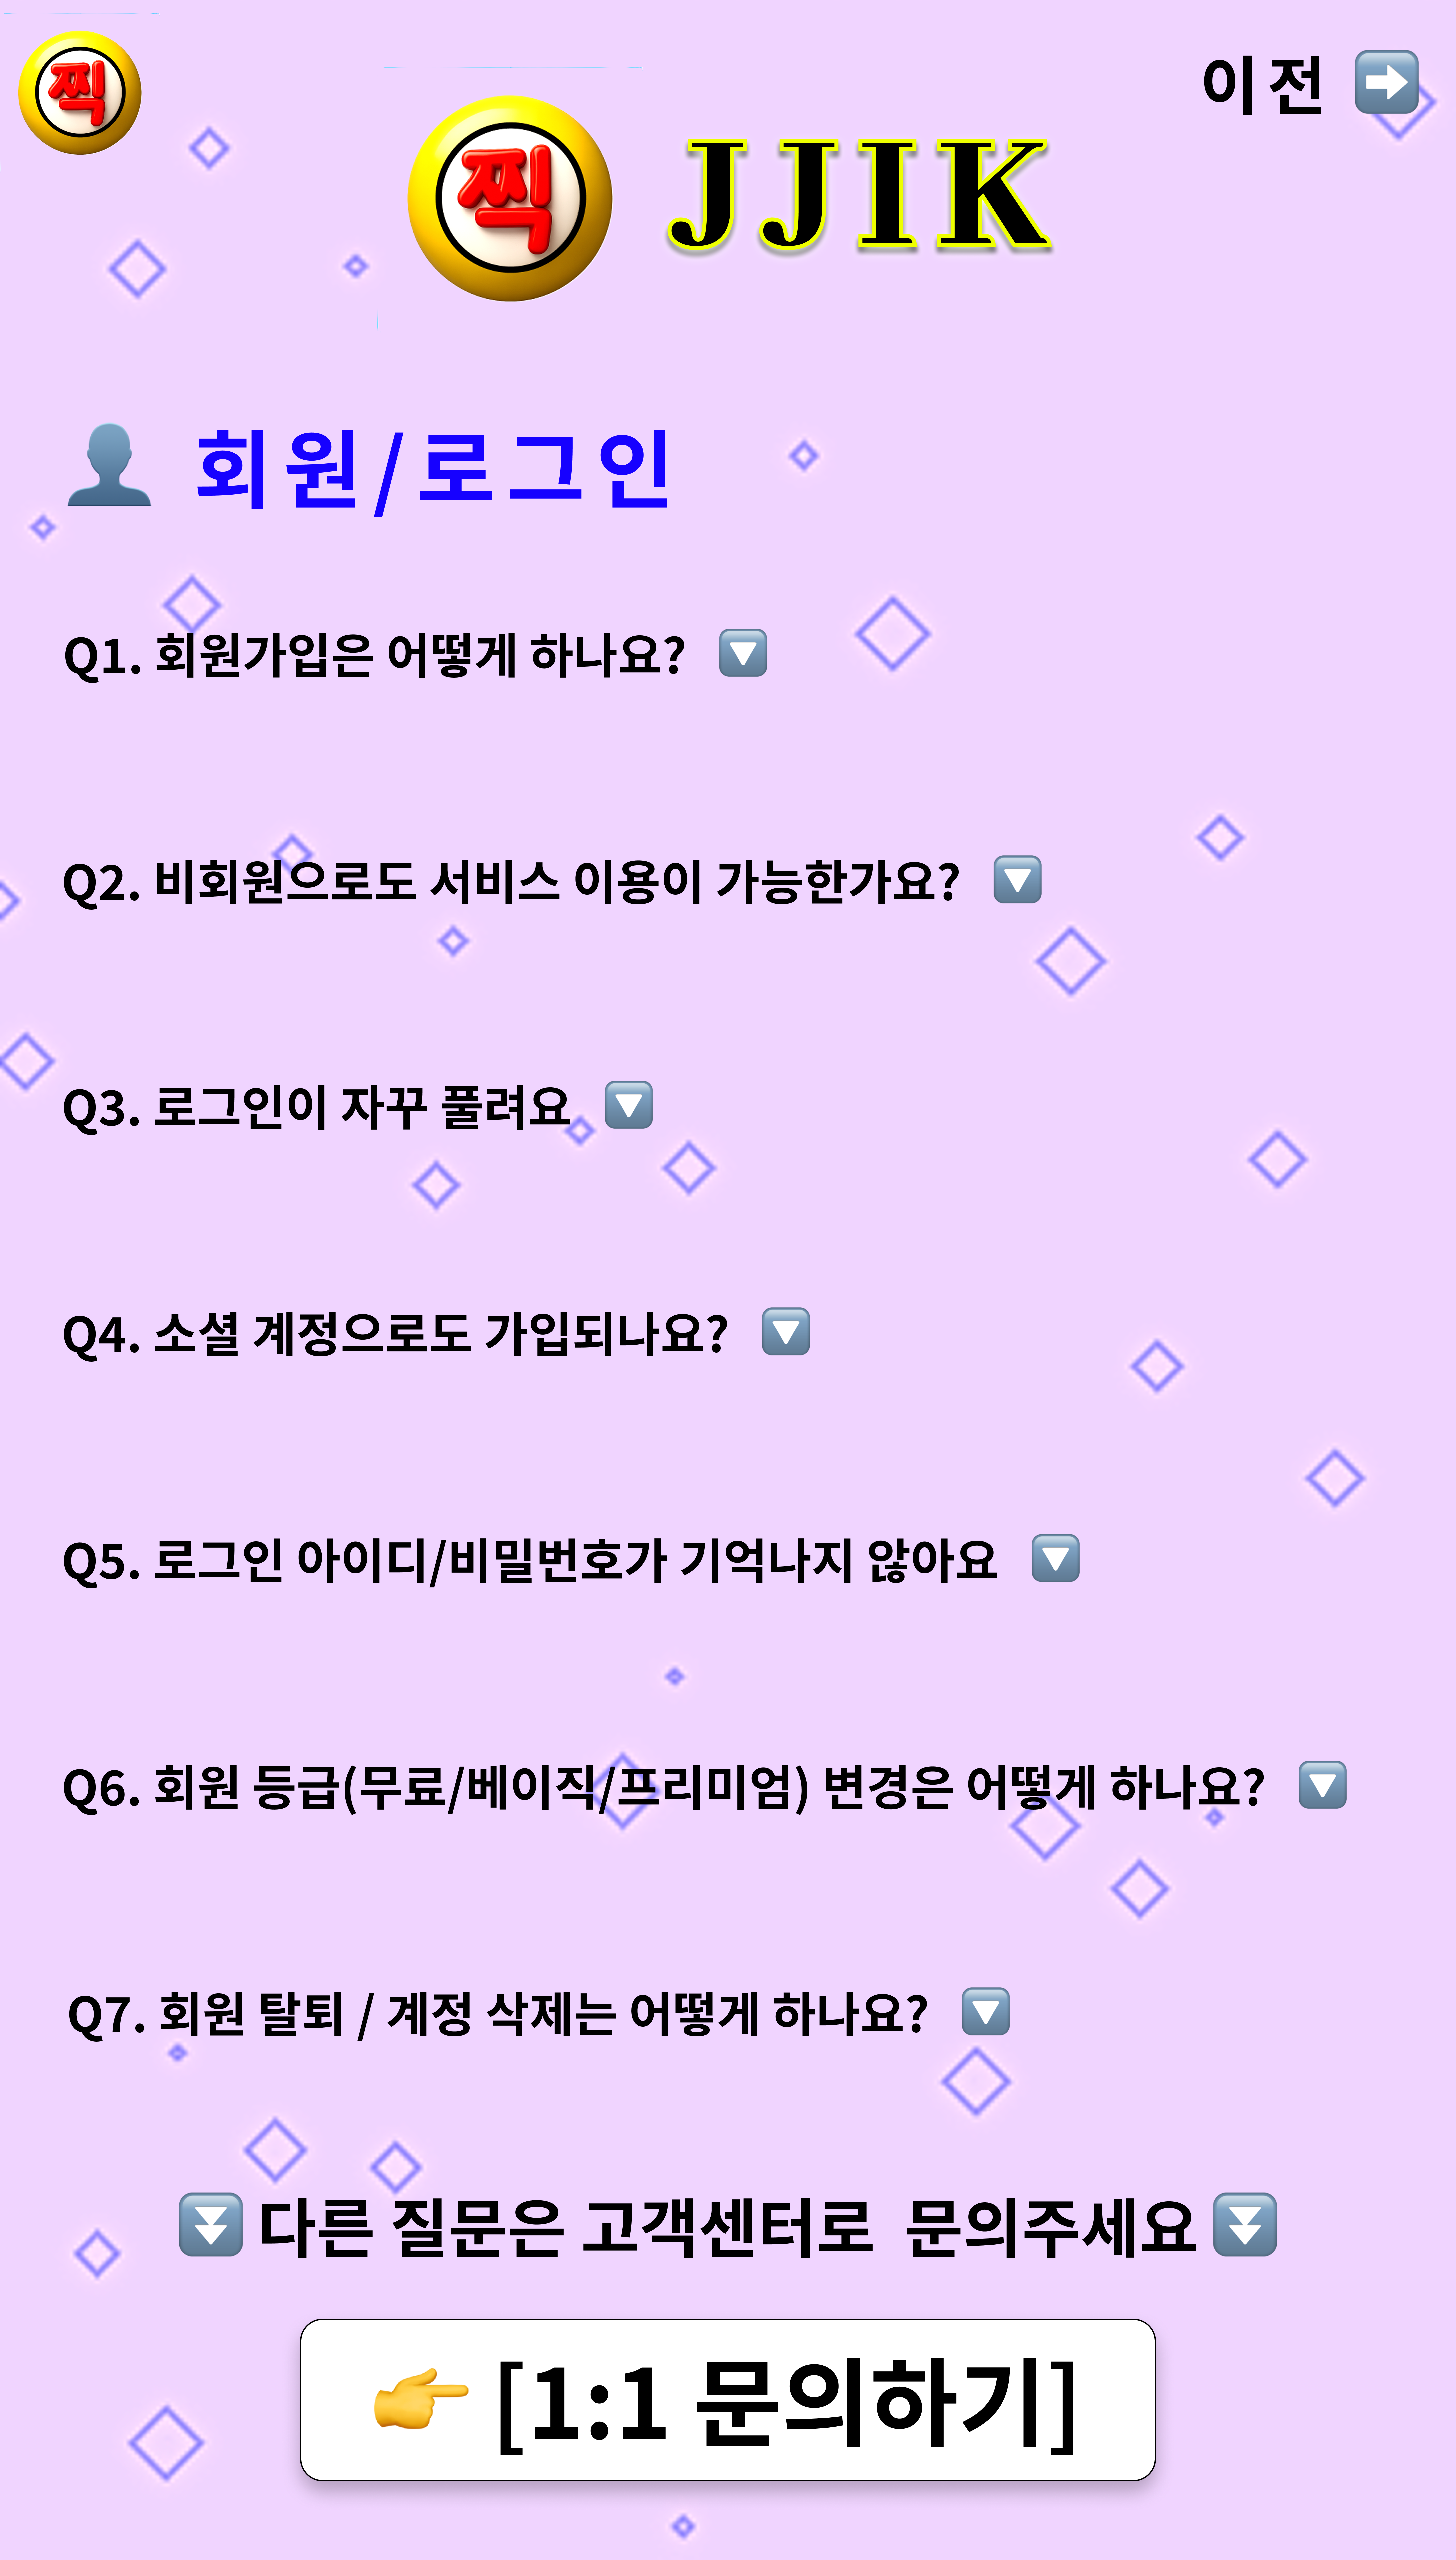 찍
이전 ➡️
찍 JJIK
👤 회원/로그인
Q1. 회원가입은 어떻게 하나요? 🔽
Q2. 비회원으로도 서비스 이용이 가능한가요? 🔽
Q3. 로그인이 자꾸 풀려요 🔽
Q4. 소셜 계정으로도 가입되나요? 🔽
Q5. 로그인 아이디/비밀번호가 기억나지 않아요 🔽
Q6. 회원 등급(무료/베이직/프리미엄) 변경은 어떻게 하나요? 🔽
Q7. 회원 탈퇴 / 계정 삭제는 어떻게 하나요? 🔽
⏬ 다른 질문은 고객센터로 문의주세요 ⏬
👉 [1:1 문의하기]